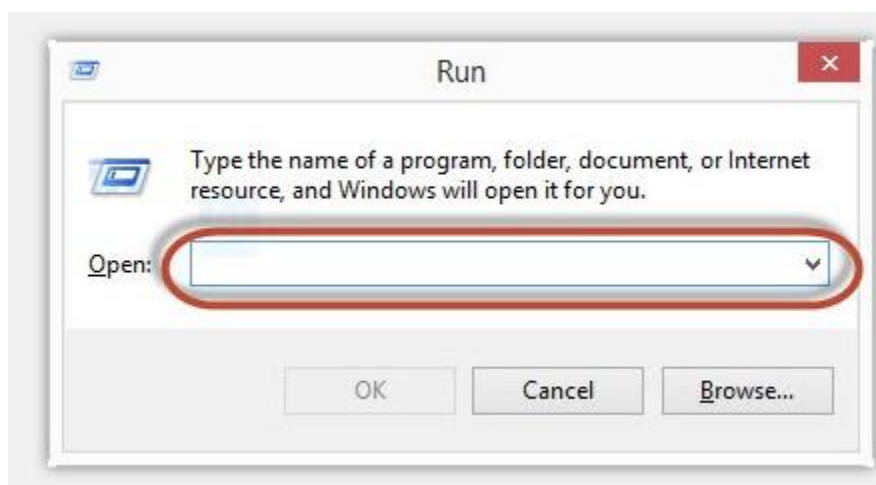 Run
Type the name of a program, folder, document, or Internet
resource, and Windows will open it for you.
Open:
OK Cancel Browse...